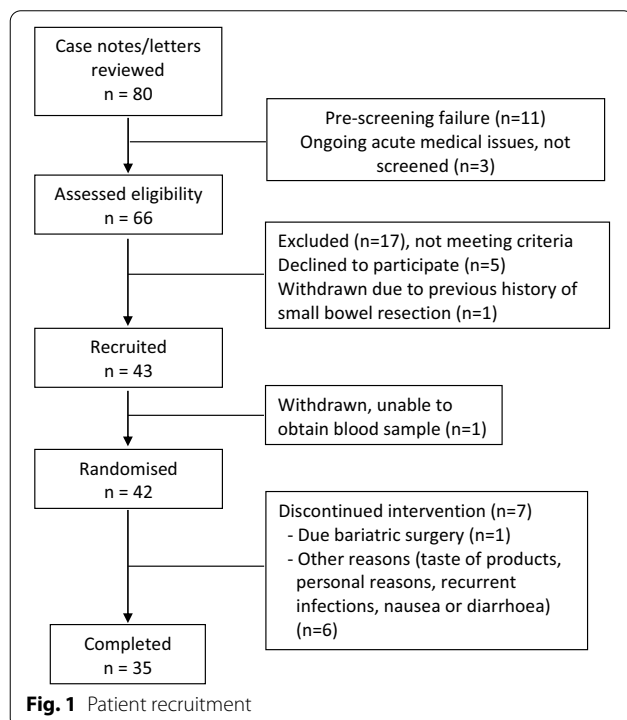 Case notes/letters
reviewed
n = 80
Pre-screening failure (n=11)
Ongoing acute medical issues, not
screened (n=3)
Assessed eligibility
n = 66
Excluded (n=17), not meeting criteria
Declined to participate (n=5)
Withdrawn due to previous history of
small bowel resection (n=1)
Recruited
n = 43
Withdrawn, unable to
obtain blood sample (n=1)
Randomised
n = 42
Discontinued intervention (n=7)
- Due bariatric surgery (n=1)
- Other reasons (taste of products,
personal reasons, recurrent
infections, nausea or diarrhoea)
(n=6)
Completed
n = 35
Fig. 1 Patient recruitment